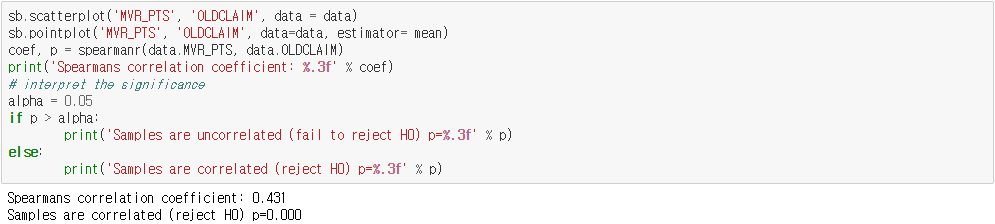 sb.scatterplot('MVR_PTS', 'OLDCLAIM', data = data)
sb.pointplot('MVR_PTS', 'OLDCLAIM', data=data, estimator= mean)
coef, p = spearmanr(data.MVR_PTS, data.OLDCLAIM)
print('Spearmans correlation coefficient: %.3f' % coef)
# interpret the significance
alpha = 0.05
if p > alpha:
        print('Samples are uncorrelated (fail to reject H0) p=%.3f' % p)
else:
        print('Samples are correlated (reject H0) p=%.3f' % p)
Spearmans correlation coefficient: 0.431
Samples are correlated (reject H0) p=0.000